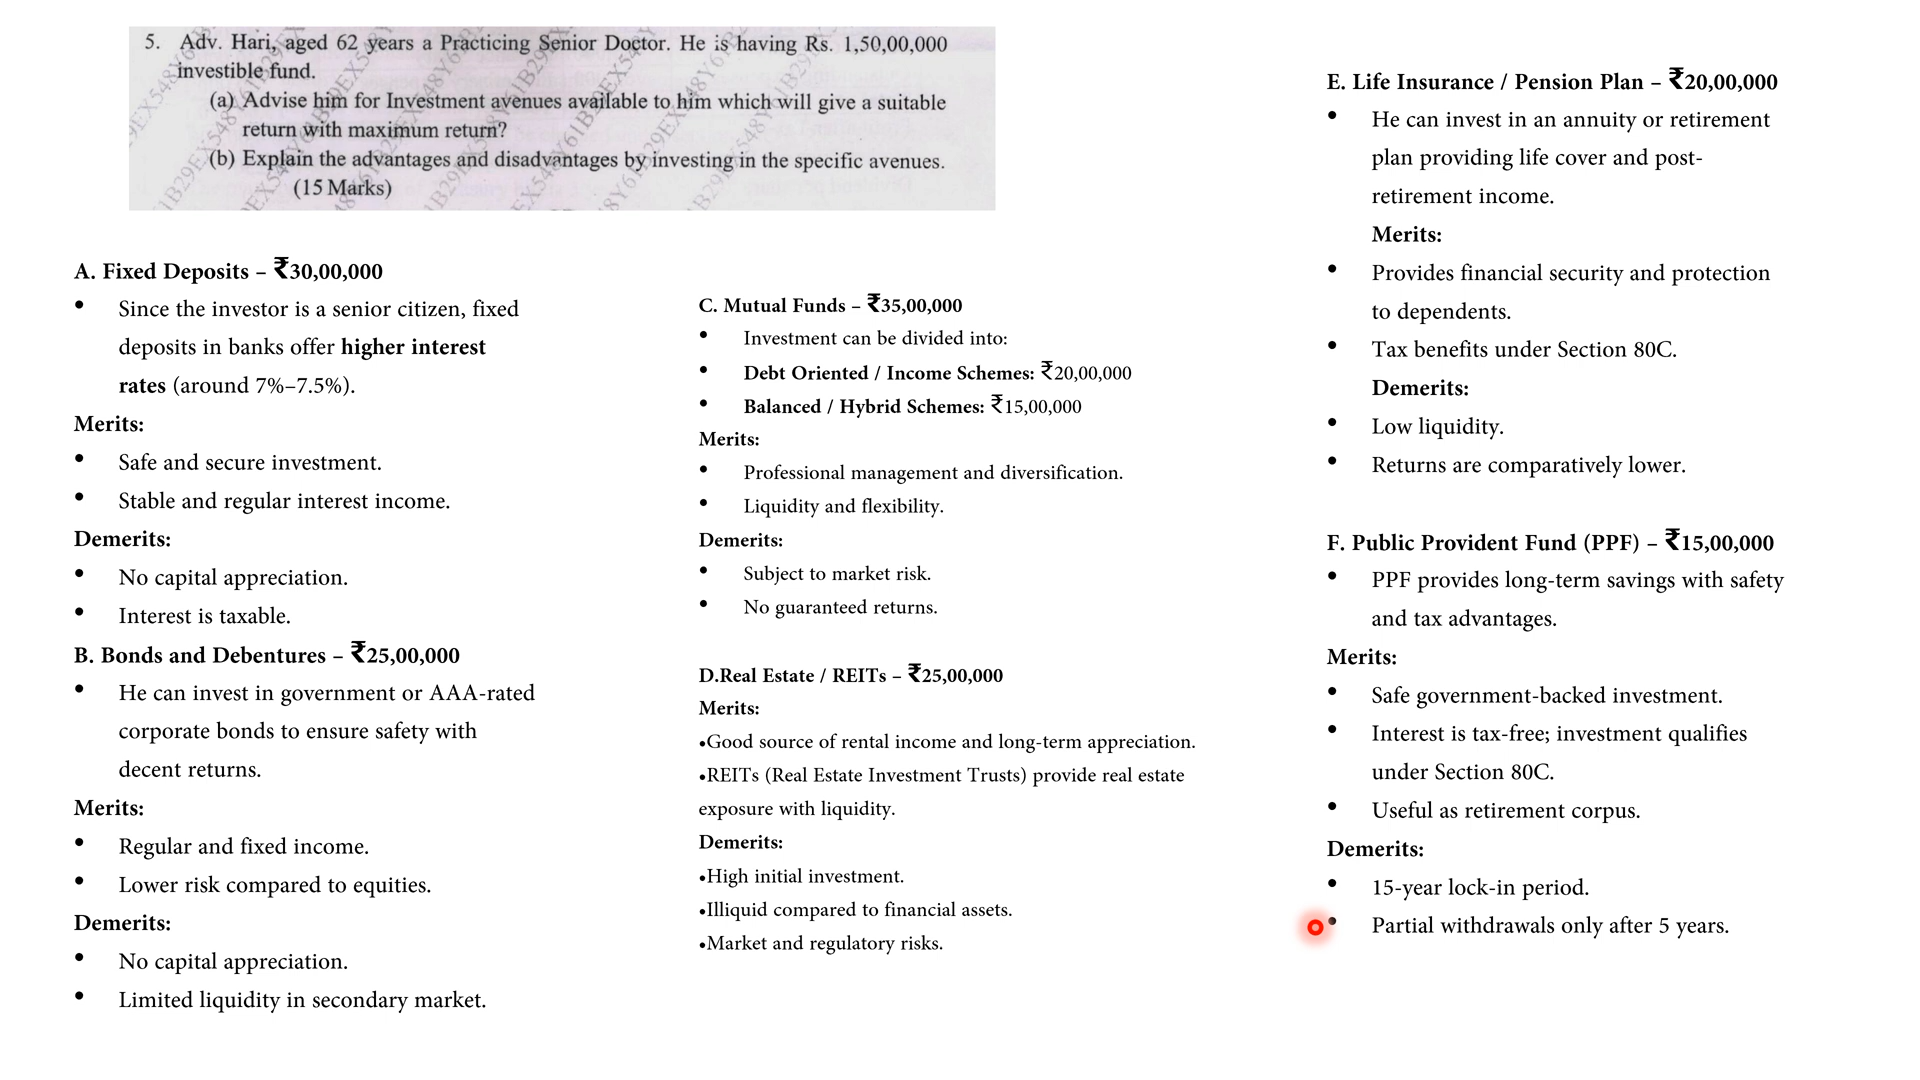 5. Adv. Hari, aged 62 years a Practicing Senior Doctor. He is having Rs. 1,50,00,000
investible fund.
(a) Advise him for Investment avenues available to him which will give a suitable
return with maximum return?
(b) Explain the advantages and disadvantages by investing in the specific avenues.
(15 Marks)
A. Fixed Deposits – ₹30,00,000
• Since the investor is a senior citizen, fixed
deposits in banks offer higher interest
rates (around 7%–7.5%).
Merits:
• Safe and secure investment.
• Stable and regular interest income.
Demerits:
• No capital appreciation.
• Interest is taxable.
B. Bonds and Debentures – ₹25,00,000
• He can invest in government or AAA-rated
corporate bonds to ensure safety with
decent returns.
Merits:
• Regular and fixed income.
• Lower risk compared to equities.
Demerits:
• No capital appreciation.
• Limited liquidity in secondary market.
C. Mutual Funds – ₹35,00,000
• Investment can be divided into:
• Debt Oriented / Income Schemes: ₹20,00,000
• Balanced / Hybrid Schemes: ₹15,00,000
Merits:
• Professional management and diversification.
• Liquidity and flexibility.
Demerits:
• Subject to market risk.
• No guaranteed returns.
D.Real Estate / REITs – ₹25,00,000
Merits:
•Good source of rental income and long-term appreciation.
•REITs (Real Estate Investment Trusts) provide real estate
exposure with liquidity.
Demerits:
•High initial investment.
•Illiquid compared to financial assets.
•Market and regulatory risks.
E. Life Insurance / Pension Plan – ₹20,00,000
• He can invest in an annuity or retirement
plan providing life cover and post-
retirement income.
Merits:
• Provides financial security and protection
to dependents.
• Tax benefits under Section 80C.
Demerits:
• Low liquidity.
• Returns are comparatively lower.
F. Public Provident Fund (PPF) – ₹15,00,000
• PPF provides long-term savings with safety
and tax advantages.
Merits:
• Safe government-backed investment.
• Interest is tax-free; investment qualifies
under Section 80C.
• Useful as retirement corpus.
Demerits:
• 15-year lock-in period.
• Partial withdrawals only after 5 years.